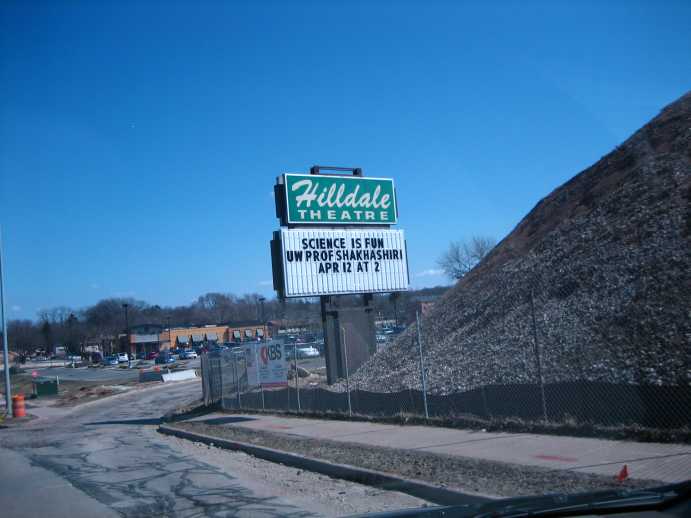 Hilldale
THEATRE
SCIENCE IS FUN
UW PROF SHAKHASHIRI
APR 12 AT 2